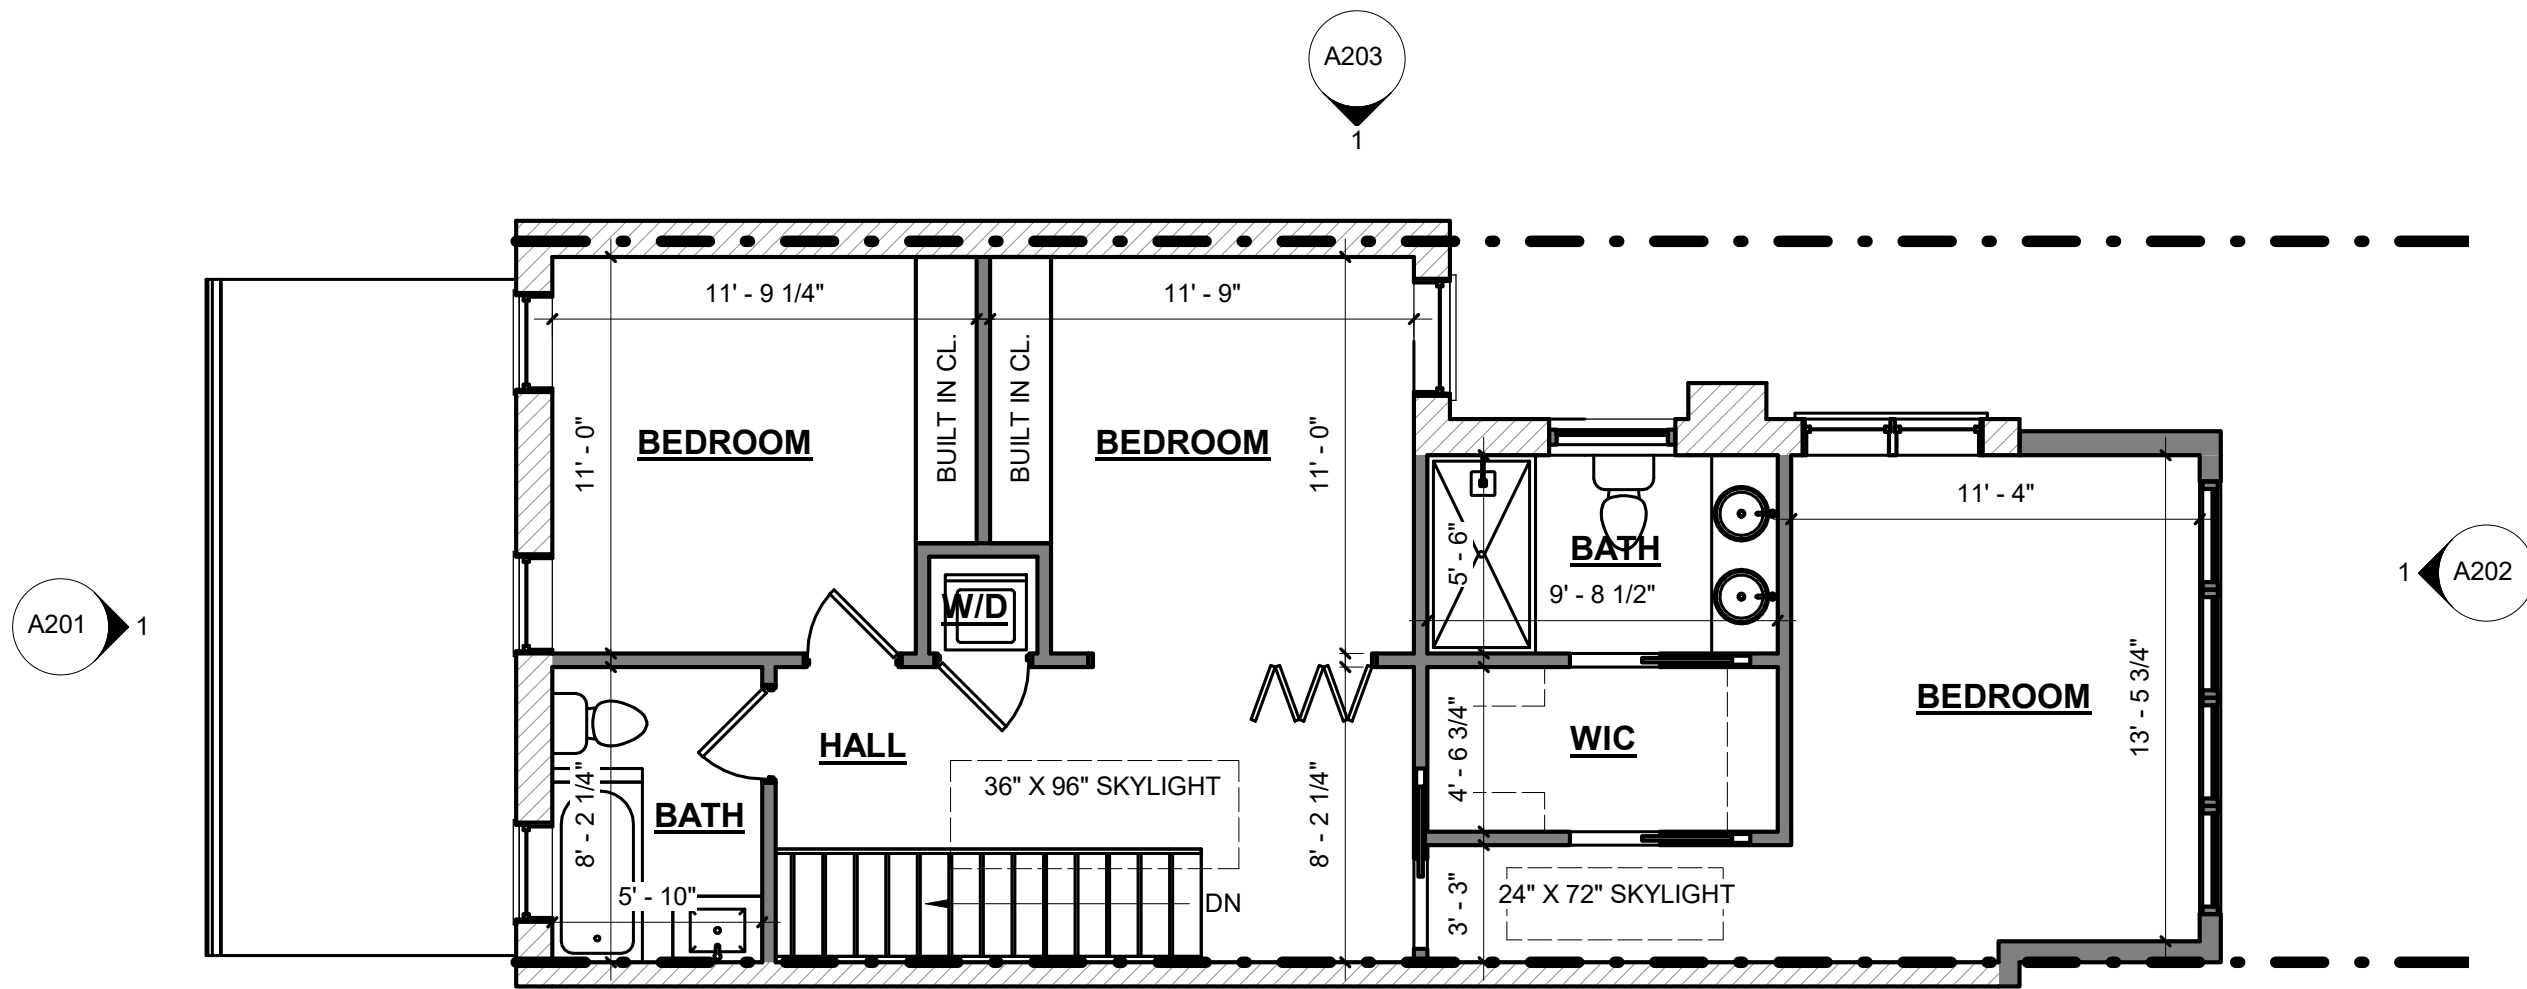 A203
1
11' - 9 1/4"
11' - 9"
BUILT IN CL.
BUILT IN CL.
11' - 0"
BEDROOM
BEDROOM
11' - 0"
11' - 4"
5' - 6"
BATH
9' - 8 1/2"
1
A202
A201
1
W/D
BEDROOM
13' - 5 3/4"
HALL
4' - 6 3/4"
WIC
36" X 96" SKYLIGHT
8' - 2 1/4"
BATH
8' - 2 1/4"
5' - 10"
DN
3' - 3"
24" X 72" SKYLIGHT